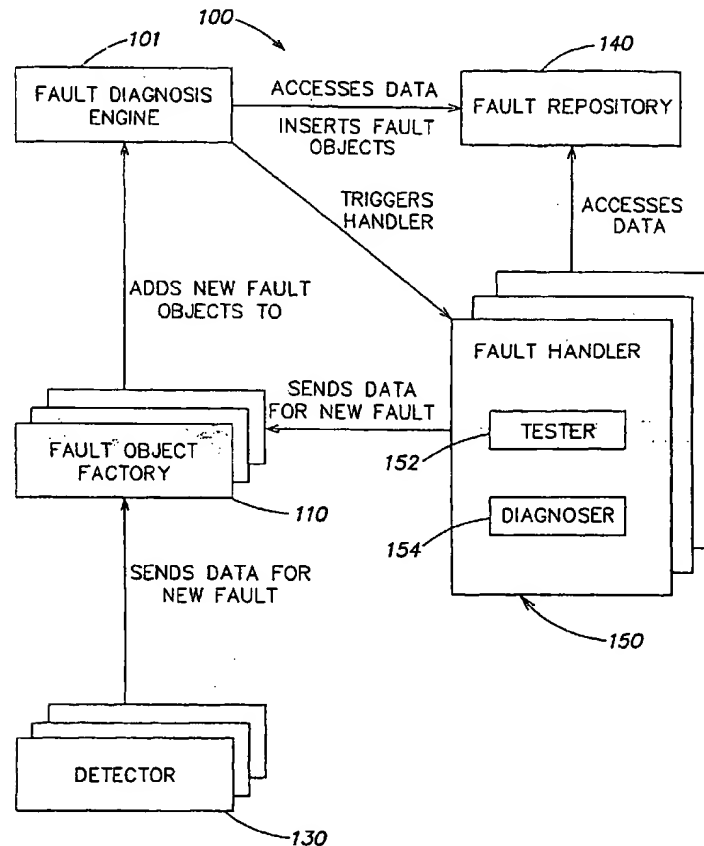 100
101
140
FAULT DIAGNOSIS
ENGINE
ACCESSES DATA
INSERTS FAULT
OBJECTS
FAULT REPOSITORY
TRIGGERS
HANDLER
ACCESSES
DATA
ADDS NEW FAULT
OBJECTS TO
FAULT HANDLER
SENDS DATA
FOR NEW FAULT
TESTER
152
FAULT OBJECT
FACTORY
110
DIAGNOSER
154
SENDS DATA FOR
NEW FAULT
150
DETECTOR
130